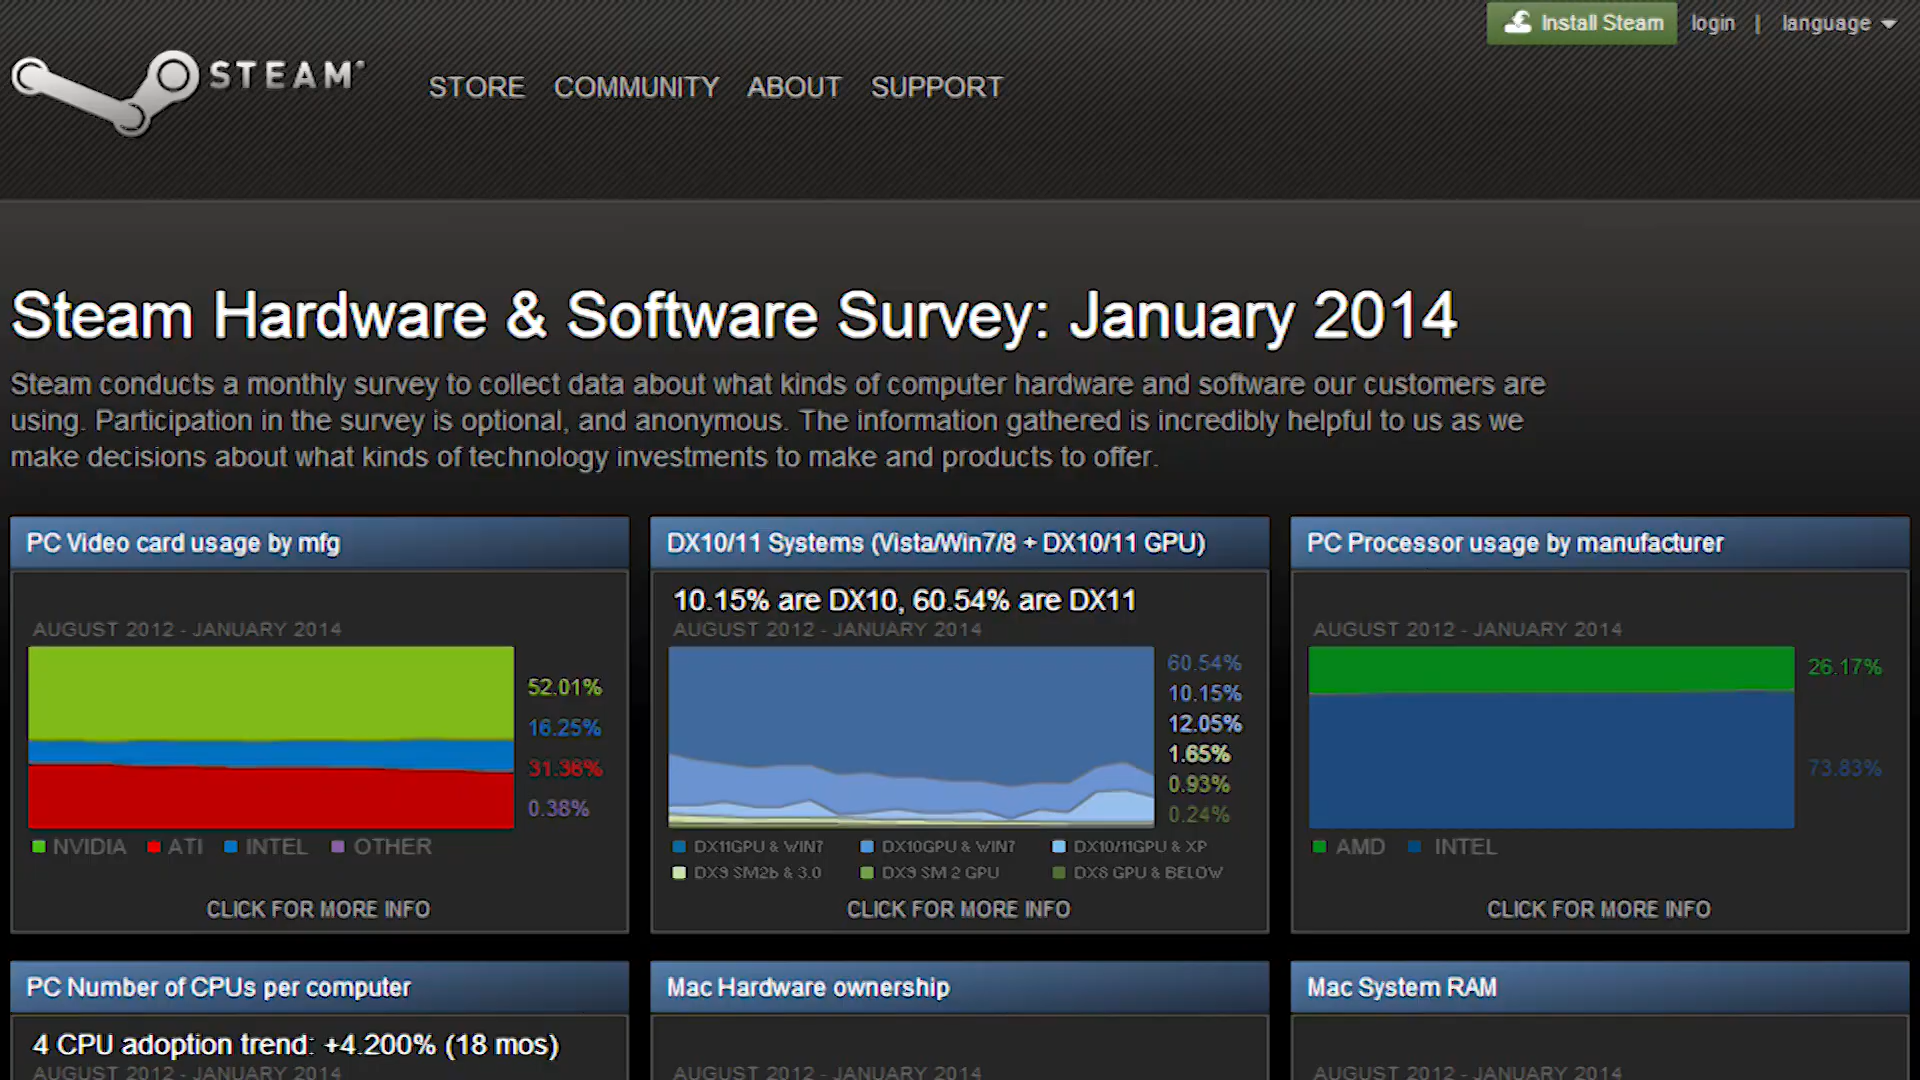 Install Steam login | language
STEAM
STORE COMMUNITY ABOUT SUPPORT
Steam Hardware & Software Survey: January 2014
Steam conducts a monthly survey to collect data about what kinds of computer hardware and software our customers are
using. Participation in the survey is optional, and anonymous. The information gathered is incredibly helpful to us as we
make decisions about what kinds of technology investments to make and products to offer.
PC Video card usage by mfg
AUGUST 2012 - JANUARY 2014
52.01%
16.25%
31.36%
0.38%
NVIDIA ATI INTEL OTHER
CLICK FOR MORE INFO
DX10/11 Systems (Vista/Win7/8 + DX10/11 GPU)
10.15% are DX10, 60.54% are DX11
AUGUST 2012 - JANUARY 2014
60.54%
10.15%
12.05%
1.65%
0.93%
0.24%
DX11GPU & WIN7 DX10GPU & WIN7 DX10/11GPU & XP
DX9 SM2b & 3.0 DX9 SM 2 GPU DX8 GPU & BELOW
CLICK FOR MORE INFO
PC Processor usage by manufacturer
AUGUST 2012 - JANUARY 2014
26.17%
73.83%
AMD INTEL
CLICK FOR MORE INFO
PC Number of CPUs per computer
4 CPU adoption trend: +4.200% (18 mos)
AUGUST 2012 - JANUARY 2014
Mac Hardware ownership
AUGUST 2012 - JANUARY 2014
Mac System RAM
AUGUST 2012 - JANUARY 2014